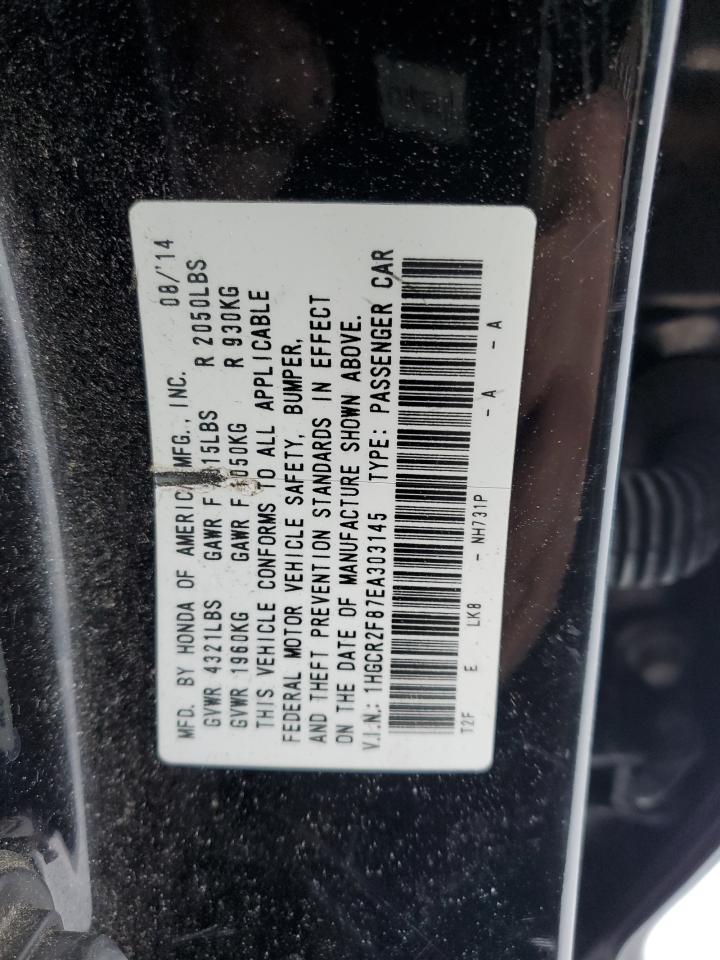 MFD. BY HONDA OF AMERICA MFG., INC. 08/'14
GVWR 4321LBS GAWR F 15LBS R 2050LBS
GVWR 1960KG GAWR F 050KG R 930KG
THIS VEHICLE CONFORMS TO ALL APPLICABLE
FEDERAL MOTOR VEHICLE SAFETY, BUMPER,
AND THEFT PREVENTION STANDARDS IN EFFECT
ON THE DATE OF MANUFACTURE SHOWN ABOVE.
V.I.N.: 1HGCR2F87EA303145 TYPE: PASSENGER CAR
T2F E LK8 - NH731P - A - A